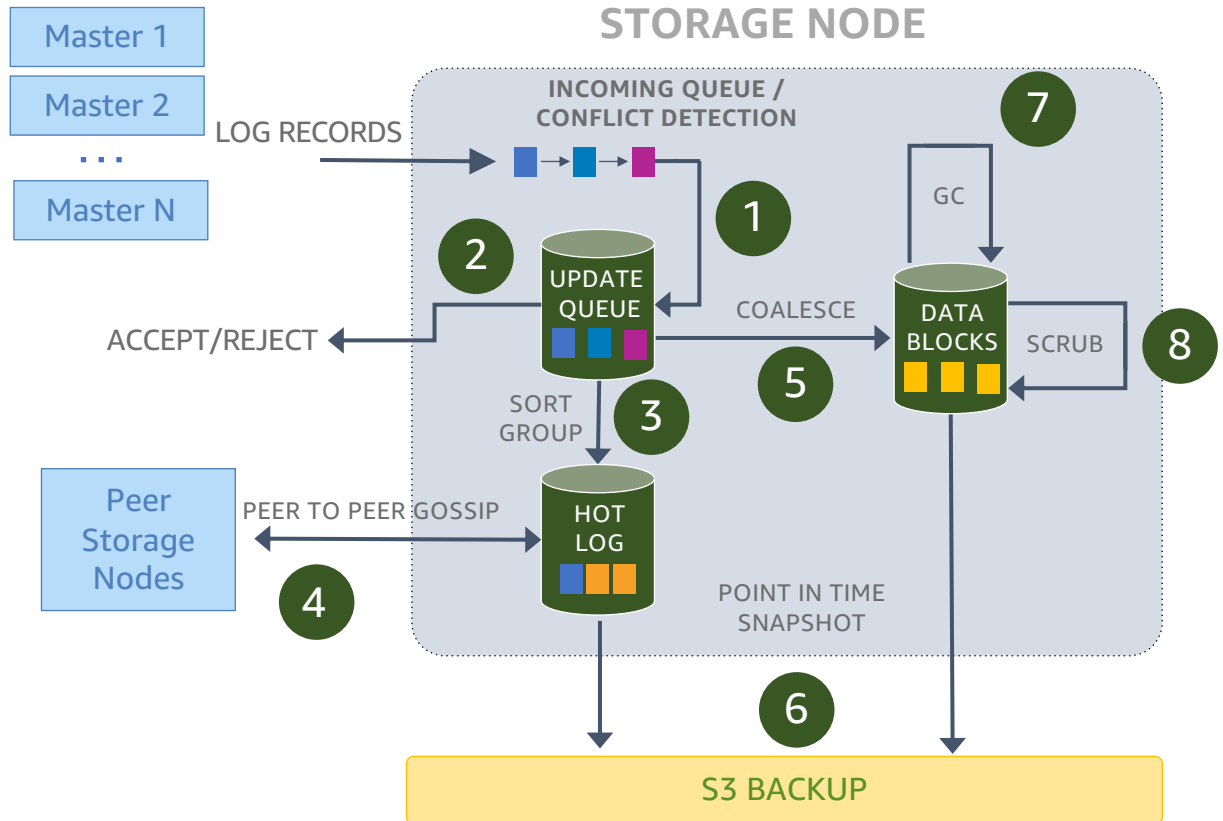 STORAGE NODE
Master 1
Master 2
...
Master N
LOG RECORDS
INCOMING QUEUE /
CONFLICT DETECTION
1
2
UPDATE
QUEUE
ACCEPT/REJECT
COALESCE
5
7
GC
DATA
BLOCKS
SCRUB
8
SORT
GROUP
3
Peer
Storage
Nodes
PEER TO PEER GOSSIP
4
HOT
LOG
POINT IN TIME
SNAPSHOT
6
S3 BACKUP